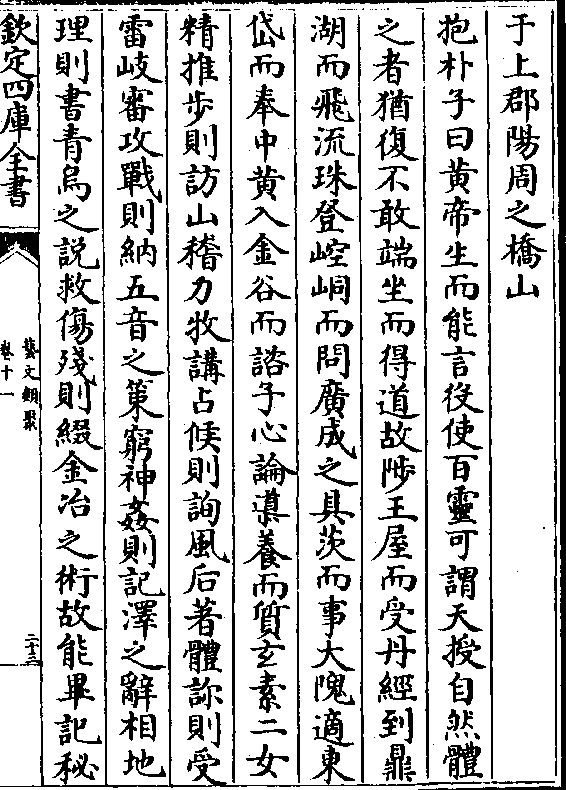 于上郡陽周之橋山
抱朴子曰黄帝生而能言役使百靈可謂天授自然體
之者猶復不敢端坐而得道故陟王屋而受丹經到鼎
湖而飛流珠登崆峒而問廣成之具茨而事大隗適東
岱而奉中黄入金谷而諮子心論導養而質玄素二女
精推步則訪山稽力牧講占候則詢風后著體診則受
雷岐審攻戰則納五音之策窮神姦則記澤之辭相地
理則書青烏之説救傷殘則綴金冶之術故能畢記秘
欽定四庫全書
藝文類聚
卷十一
二十三